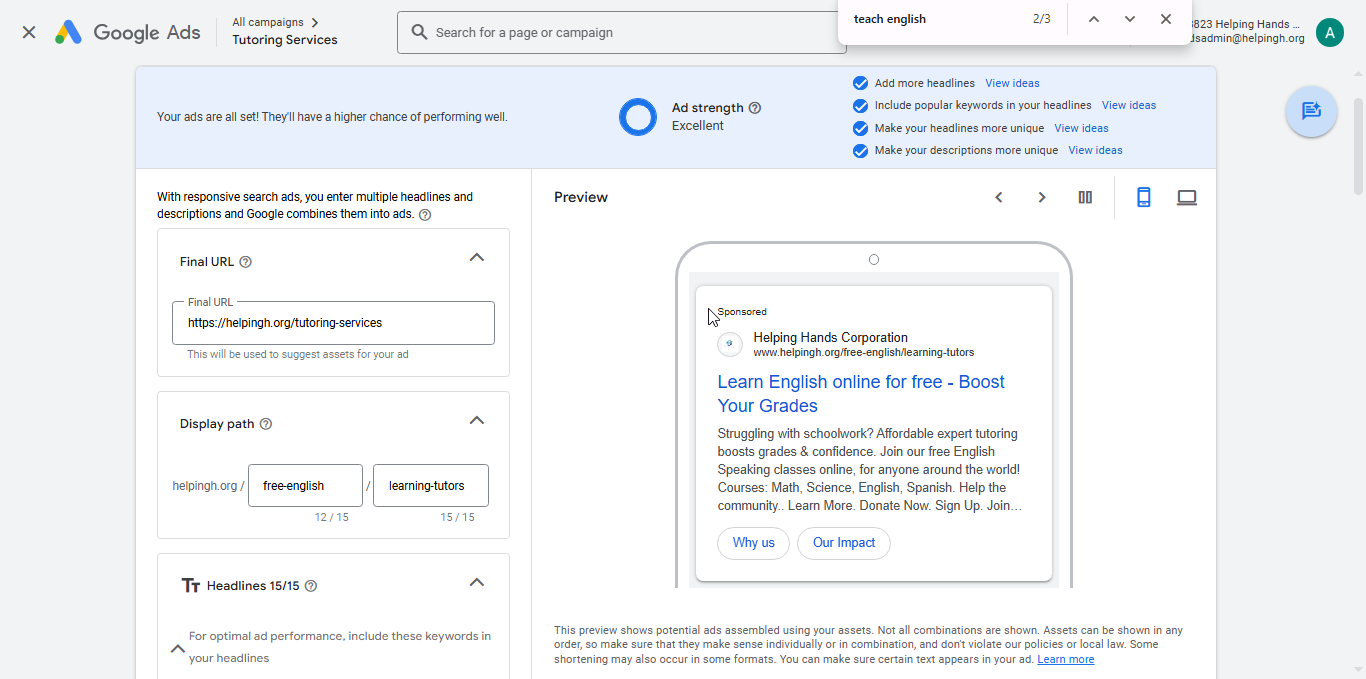 Google Ads
All campaigns
Tutoring Services
Search for a page or campaign
teach english
2/3
3823 Helping Hands ...
dsadmin@helpingh.org
A
Your ads are all set! They'll have a higher chance of performing well.
Ad strength
Excellent
Add more headlines View ideas
Include popular keywords in your headlines View ideas
Make your headlines more unique View ideas
Make your descriptions more unique View ideas
With responsive search ads, you enter multiple headlines and
descriptions and Google combines them into ads.
Final URL
Final URL
https://helpingh.org/tutoring-services
This will be used to suggest assets for your ad
Display path
helpingh.org / free-english / learning-tutors
12 / 15
15 / 15
Headlines 15/15
For optimal ad performance, include these keywords in
your headlines
Preview
Sponsored
Helping Hands Corporation
www.helpingh.org/free-english/learning-tutors
Learn English online for free - Boost
Your Grades
Struggling with schoolwork? Affordable expert tutoring
boosts grades & confidence. Join our free English
Speaking classes online, for anyone around the world!
Courses: Math, Science, English, Spanish. Help the
community.. Learn More. Donate Now. Sign Up. Join…
Why us
Our Impact
This preview shows potential ads assembled using your assets. Not all combinations are shown. Assets can be shown in any
order, so make sure that they make sense individually or in combination, and don't violate our policies or local law. Some
shortening may also occur in some formats. You can make sure certain text appears in your ad. Learn more